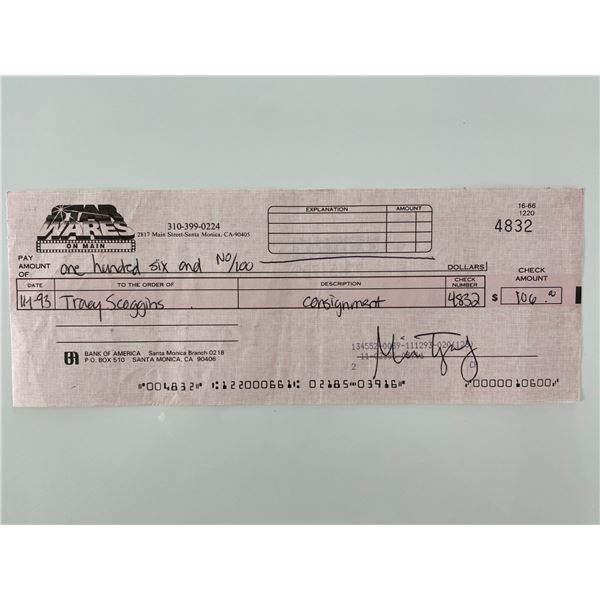 STAR WARES
ON MAIN
310-399-0224
2817 Main Street-Santa Monica, CA-90405
EXPLANATION AMOUNT
16-66
1220
4832
PAY AMOUNT OF one hundred six and NO/100 DOLLARS
CHECK AMOUNT
DATE TO THE ORDER OF DESCRIPTION CHECK NUMBER
Tracy Scoggins consignment 4832 $ 106.00
BANK OF AMERICA Santa Monica Branch 0218
P.O. BOX 510 SANTA MONICA, CA 90406
2
⑈004832⑈ ⑆122000661⑆ 02185⑉03916⑈ ⑈0000010600⑈